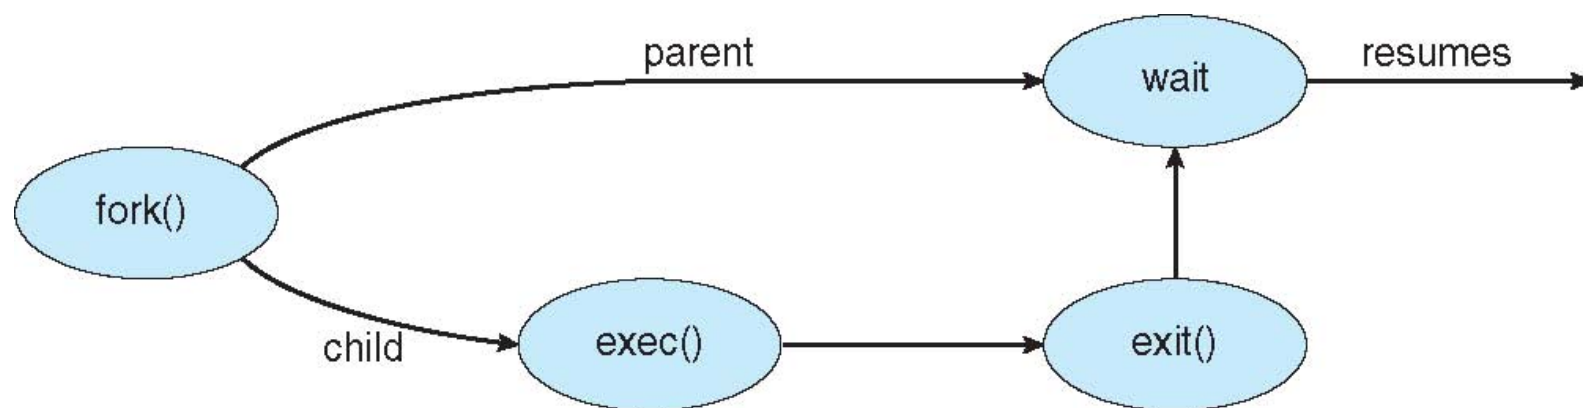 parent
wait
resumes
fork()
child
exec()
exit()